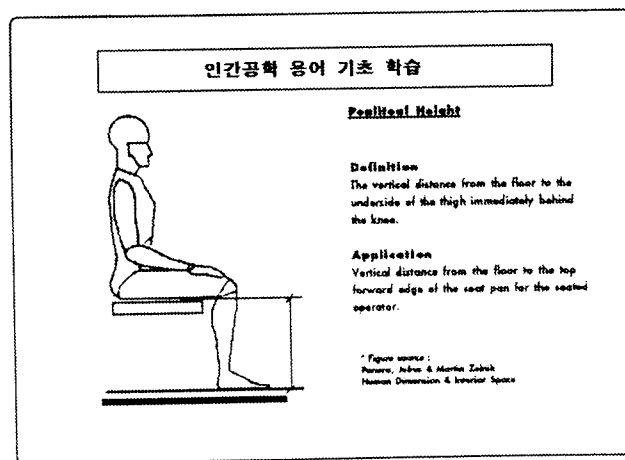 인간공학 용어 기초 학습
Popliteal Height
Definition
The vertical distance from the floor to the
underside of the thigh immediately behind
the knee.
Application
Vertical distance from the floor to the top
forward edge of the seat pan for the seated
operator.
* Figure source :
Panero, Julius & Martin Zelnik
Human Dimension & Interior Space